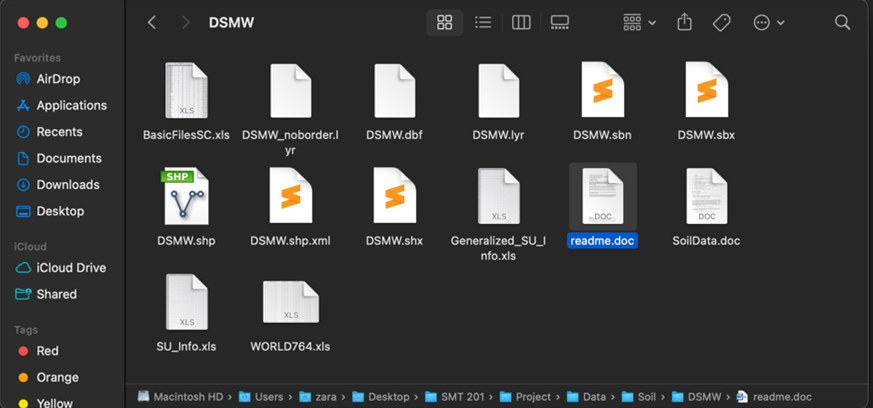 DSMW
Favorites
AirDrop
Applications
Recents
Documents
Downloads
Desktop
iCloud
iCloud Drive
Shared
Tags
Red
Orange
Yellow
XLS
BasicFilesSC.xls
DSMW_noborder.l
yr
DSMW.dbf
DSMW.lyr
DSMW.sbn
DSMW.sbx
SHP
DSMW.shp
DSMW.shp.xml
DSMW.shx
XLS
Generalized_SU_I
nfo.xls
DOC
readme.doc
DOC
SoilData.doc
XLS
SU_Info.xls
XLS
WORLD764.xls
Macintosh HD › Users › zara › Desktop › SMT 201 › Project › Data › Soil › DSMW › readme.doc